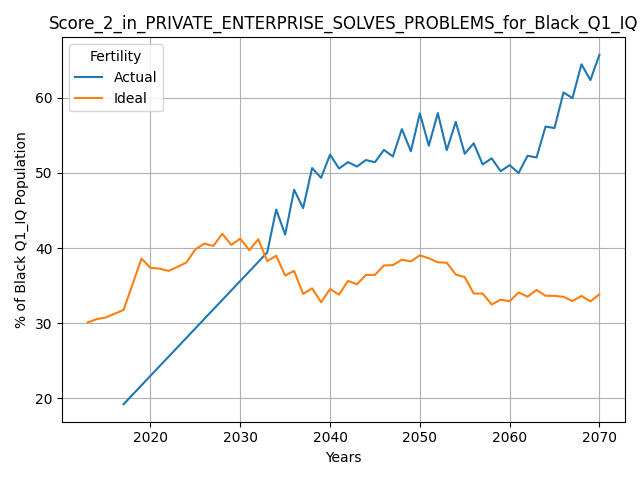 Score_2_in_PRIVATE_ENTERPRISE_SOLVES_PROBLEMS_for_Black_Q1_IQ
Fertility
Actual
Ideal
% of Black Q1_IQ Population
60
50
40
30
20
2020
2030
2040
2050
2060
2070
Years